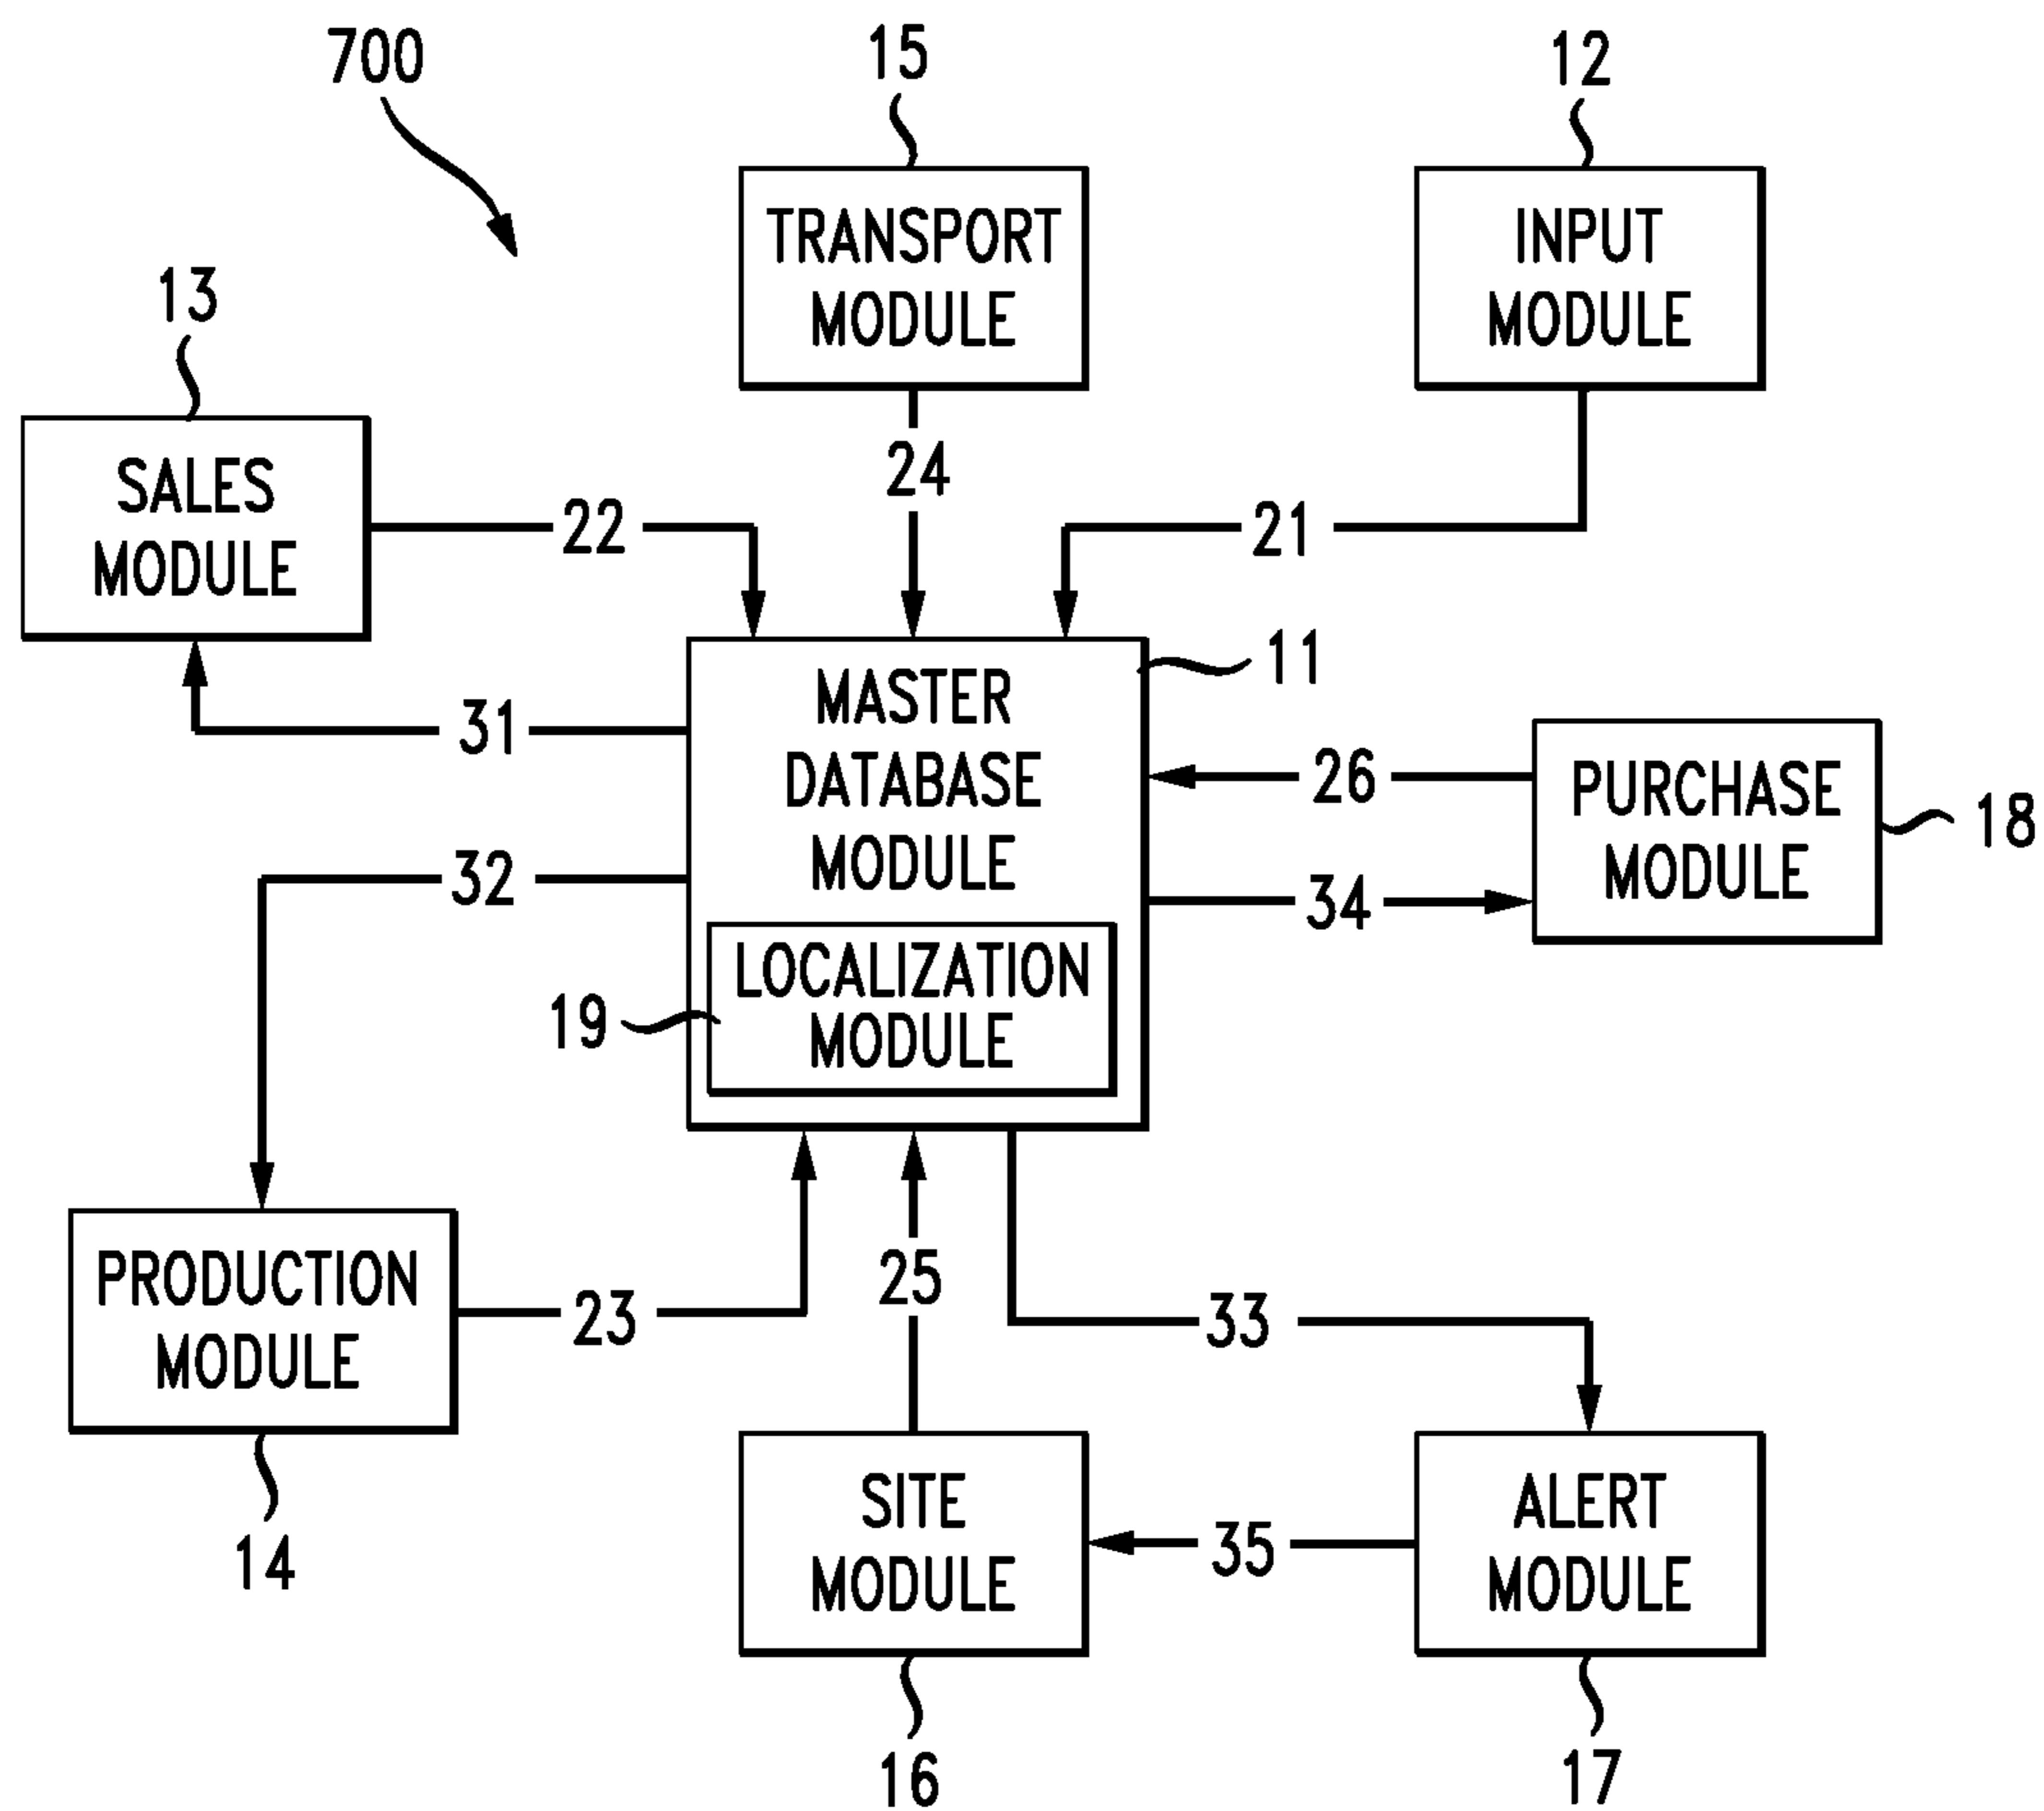 700
15
12
TRANSPORT
MODULE
INPUT
MODULE
13
SALES
MODULE
24
22
21
11
MASTER
DATABASE
MODULE
31
26
PURCHASE
MODULE
18
32
34
LOCALIZATION
MODULE
19
PRODUCTION
MODULE
23
25
33
14
SITE
MODULE
35
ALERT
MODULE
16
17